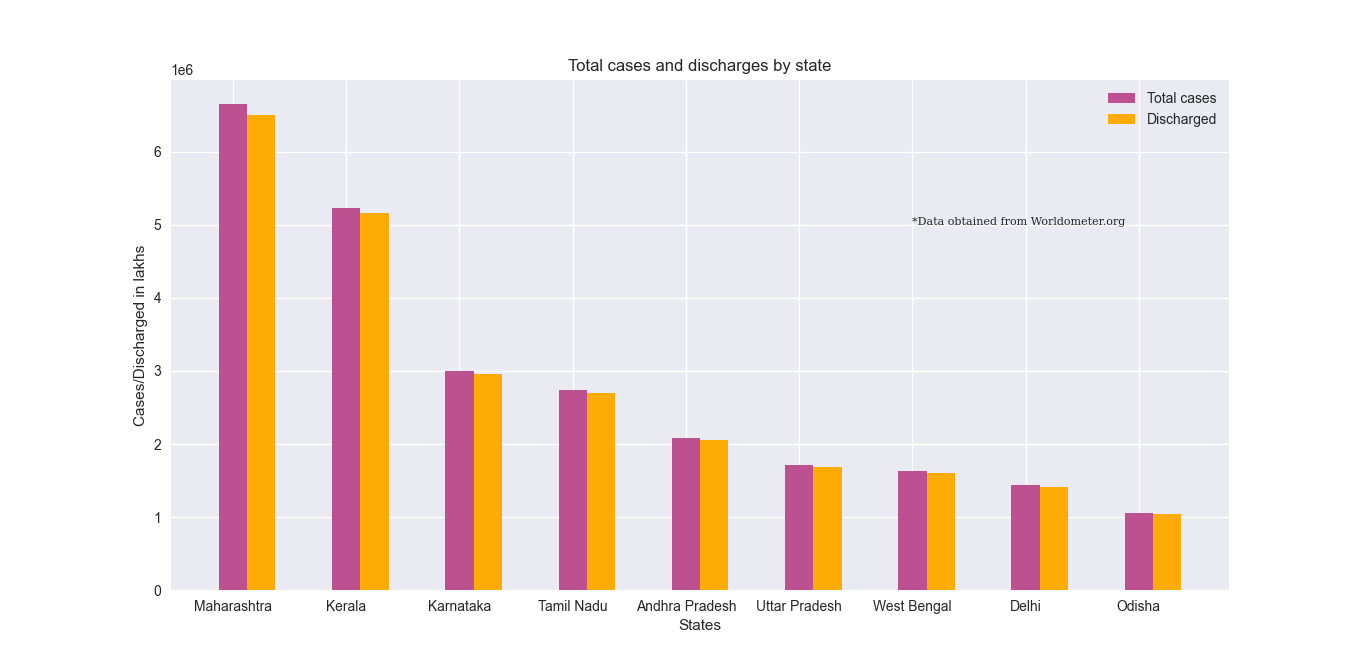 Total cases and discharges by state
1e6
Total cases
Discharged
6
*Data obtained from Worldometer.org
5
4
3
2
1
0
Cases/Discharged in lakhs
Maharashtra Kerala Karnataka Tamil Nadu Andhra Pradesh Uttar Pradesh West Bengal Delhi Odisha
States